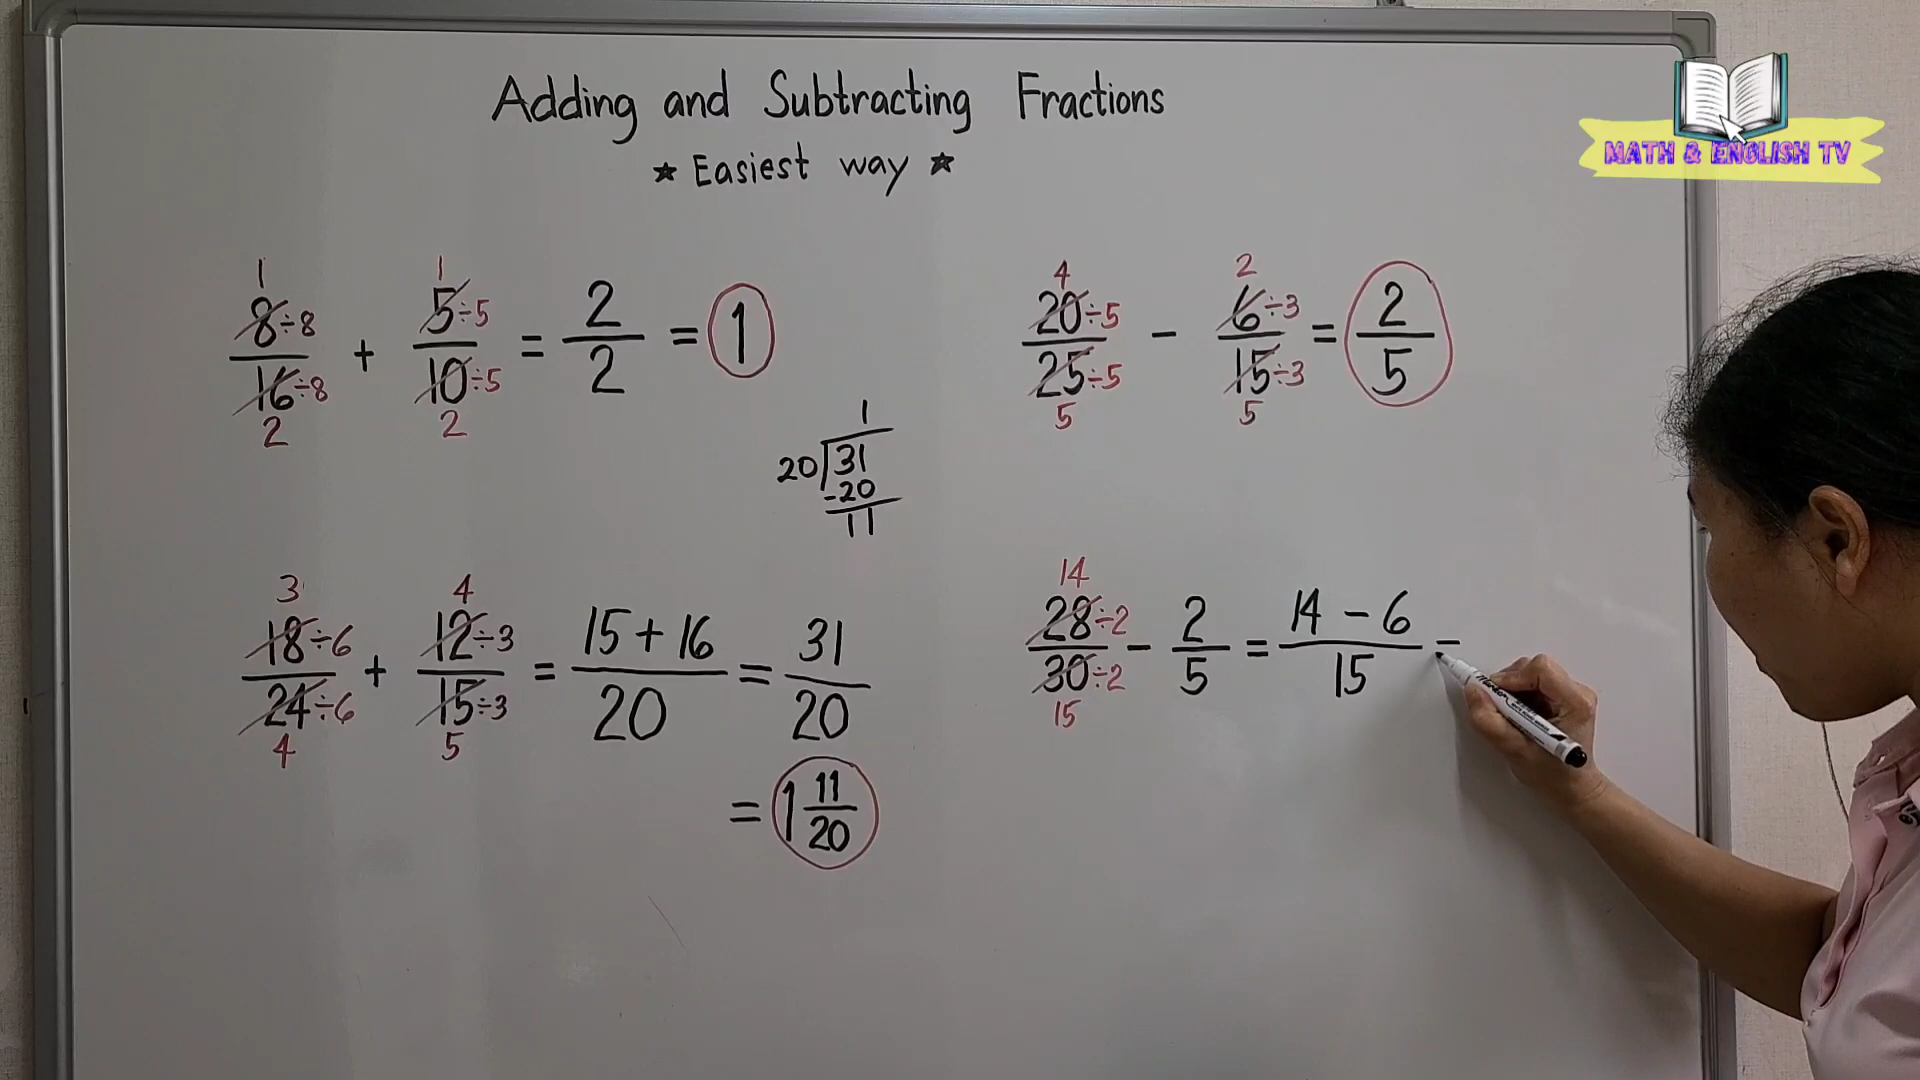 Adding and Subtracting Fractions
★ Easiest way ★
MATH & ENGLISH TV
1 1
8÷8 5÷5 2
— + — = — = 1
16÷8 10÷5 2
2 2
1
20 31
-20
11
3 4
18÷6 12÷3 15+16 31
— + — = — = —
24÷6 15÷3 20 20
4 5
= 1 11/20
4 2
20÷5 6÷3 2
— - — = —
25÷5 15÷3 5
5 5
14
28÷2 2 14 - 6
— - — = — =
30÷2 5 15
15
Marker